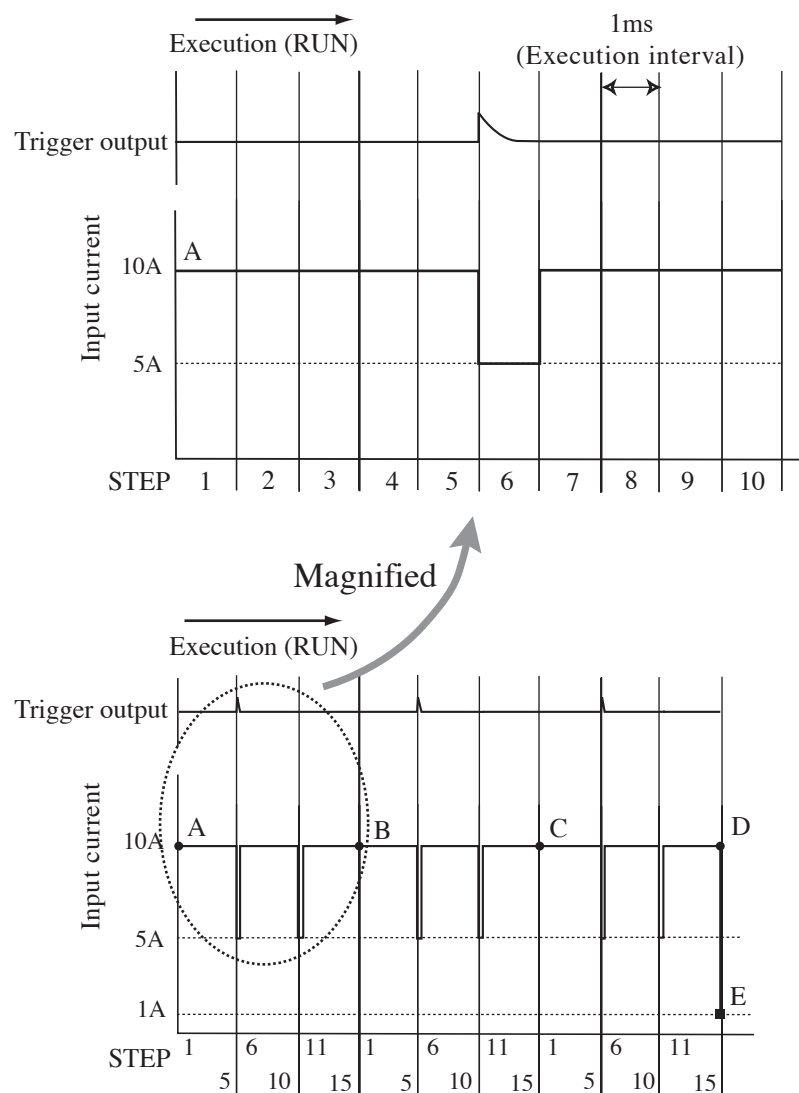 Execution (RUN)
1ms
(Execution interval)
Trigger output
Input current
A
10A
5A
STEP 1 2 3 4 5 6 7 8 9 10
Magnified
Execution (RUN)
Trigger output
Input current
10A
A
B
C
D
5A
1A
E
STEP
1 6 11 1 6 11 1 6 11
5 10 15 5 10 15 5 10 15